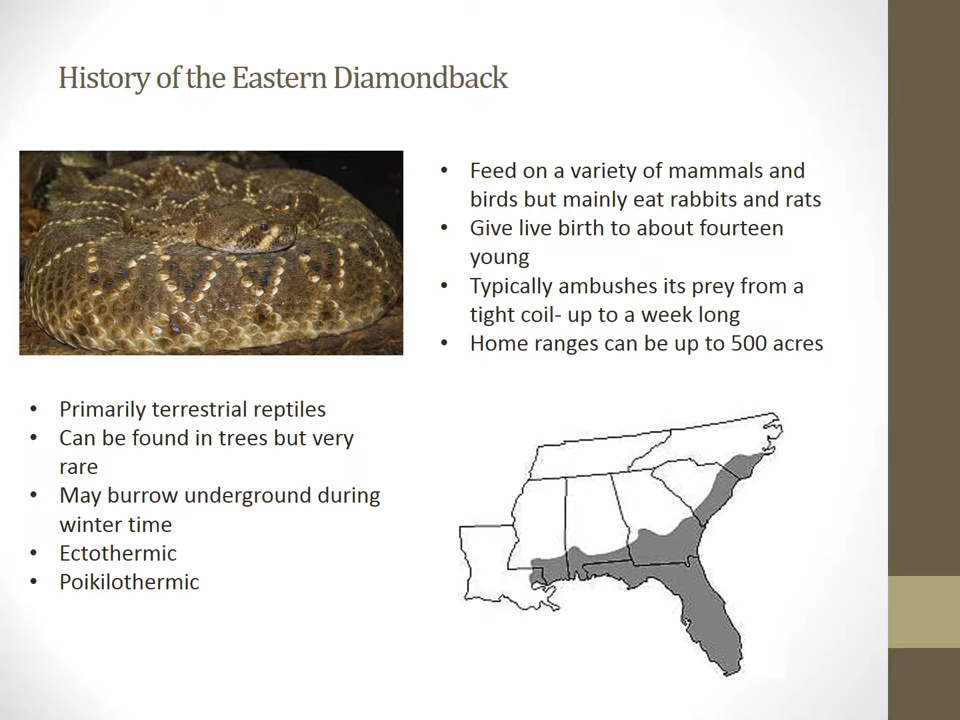 History of the Eastern Diamondback
• Feed on a variety of mammals and
birds but mainly eat rabbits and rats
• Give live birth to about fourteen
young
• Typically ambushes its prey from a
tight coil- up to a week long
• Home ranges can be up to 500 acres
• Primarily terrestrial reptiles
• Can be found in trees but very
rare
• May burrow underground during
winter time
• Ectothermic
• Poikilothermic